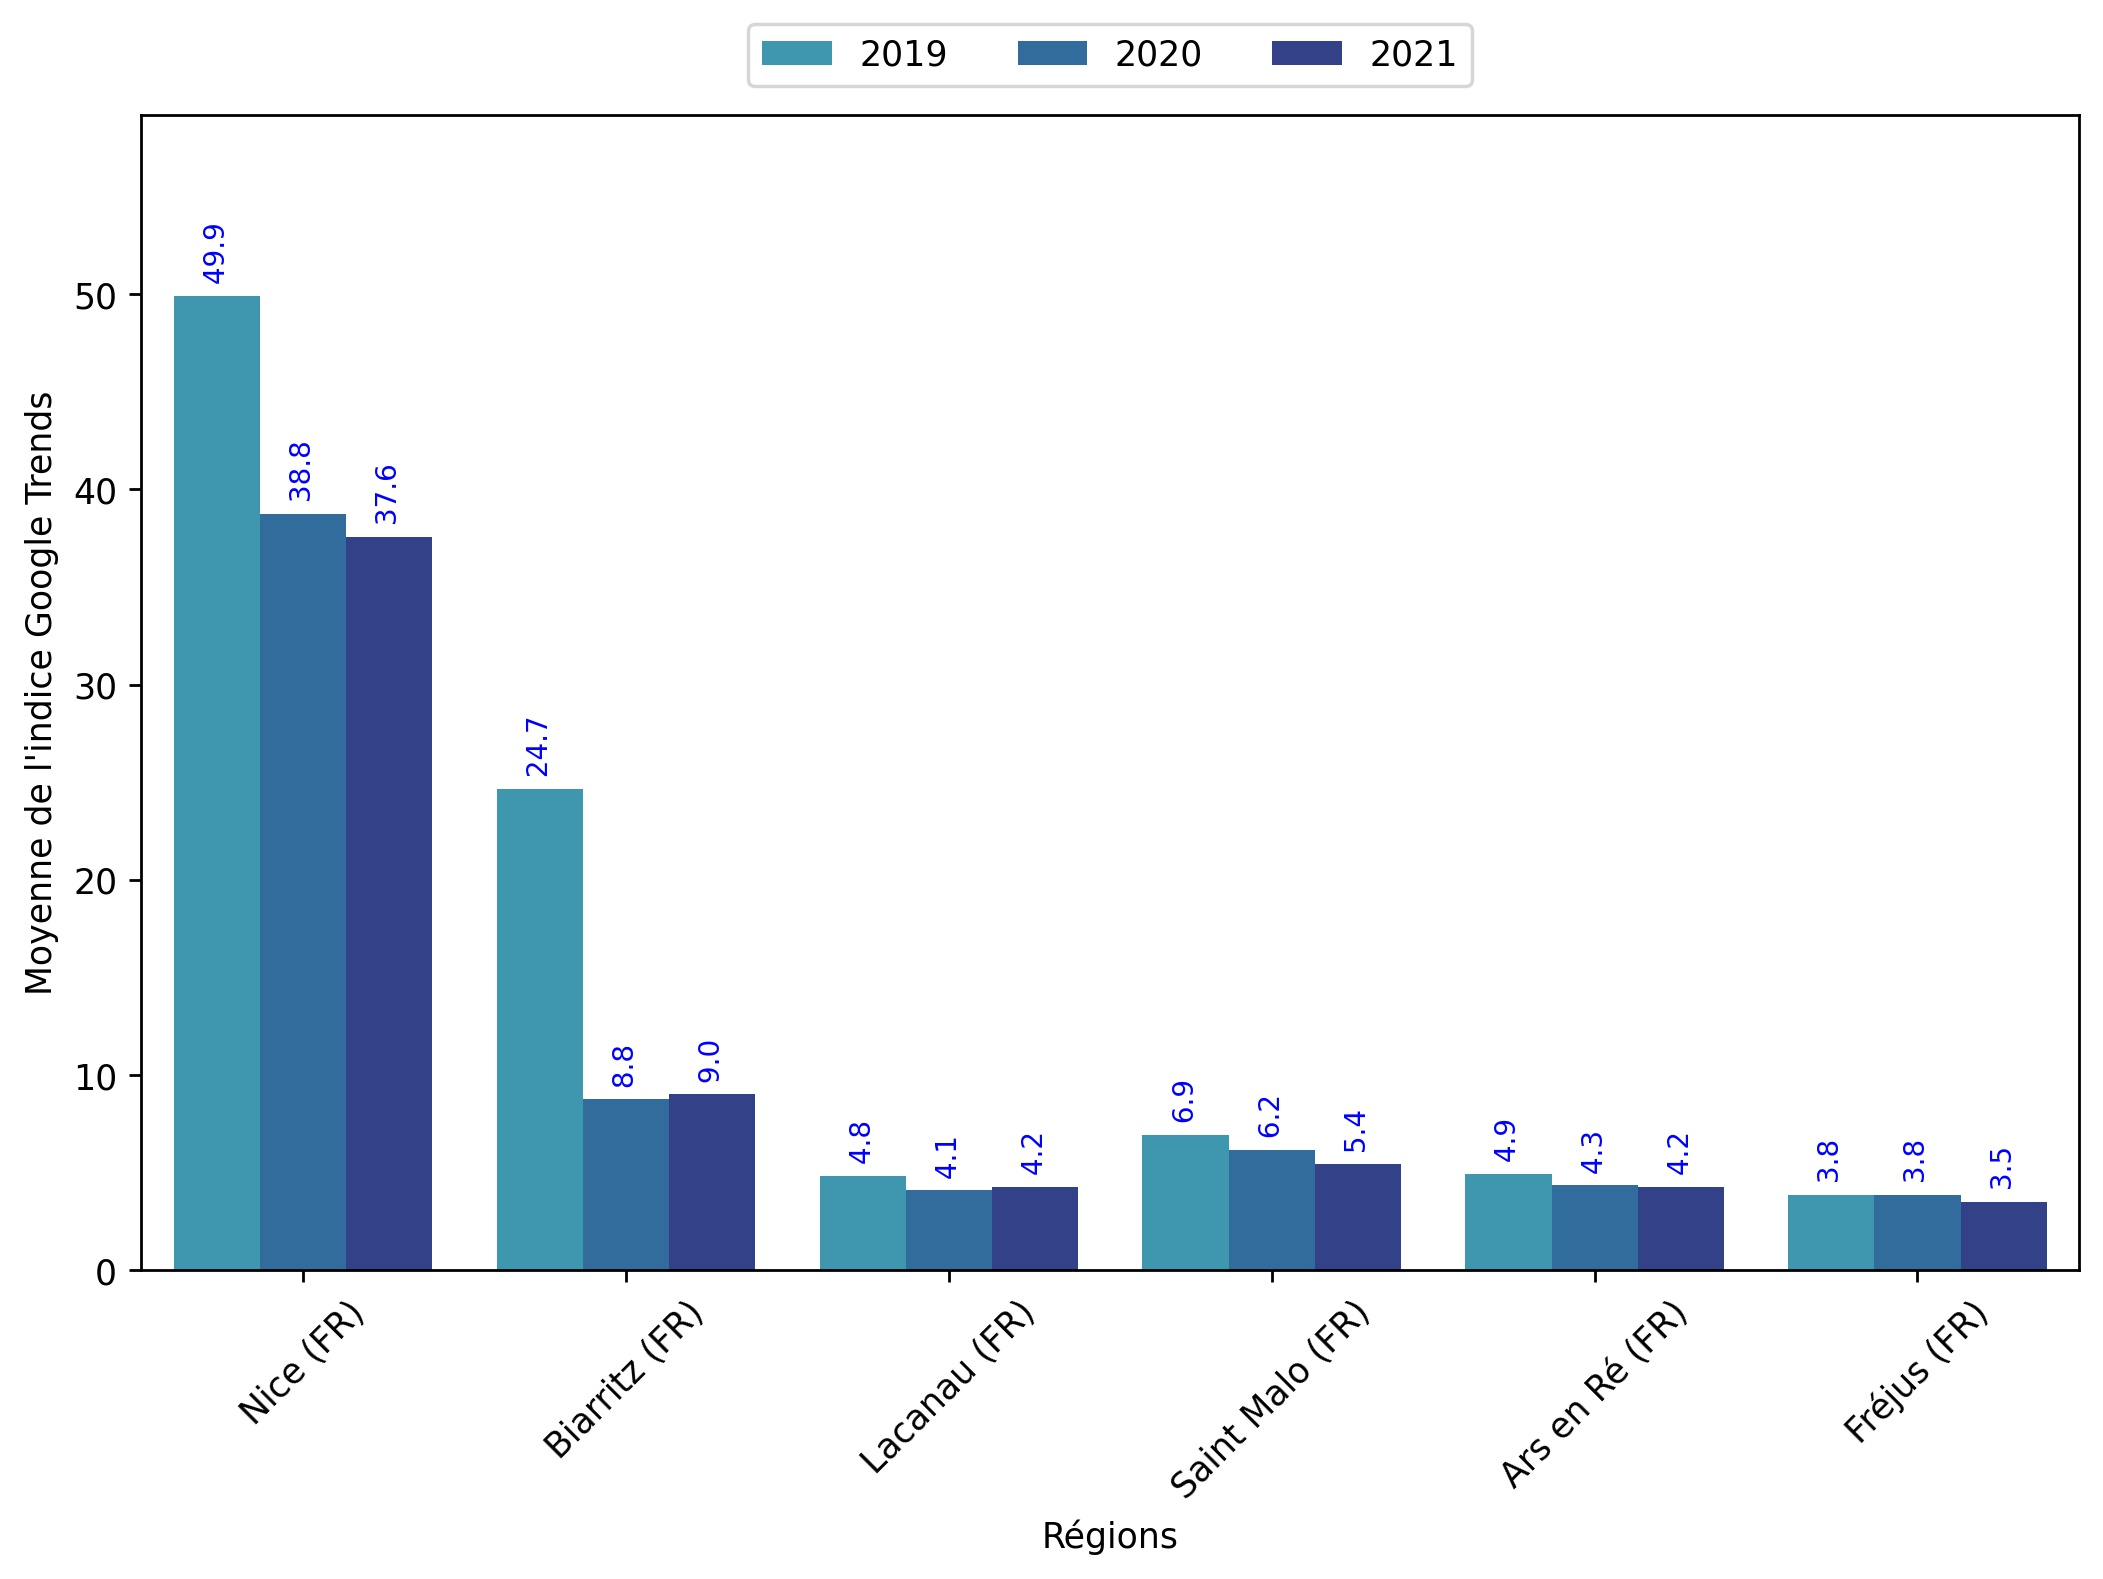 2019 2020 2021
Moyenne de l'indice Google Trends
50
40
30
20
10
0
49.9
38.8
37.6
24.7
8.8
9.0
4.8
4.1
4.2
6.9
6.2
5.4
4.9
4.3
4.2
3.8
3.8
3.5
Nice (FR)
Biarritz (FR)
Lacanau (FR)
Saint Malo (FR)
Ars en Ré (FR)
Fréjus (FR)
Régions